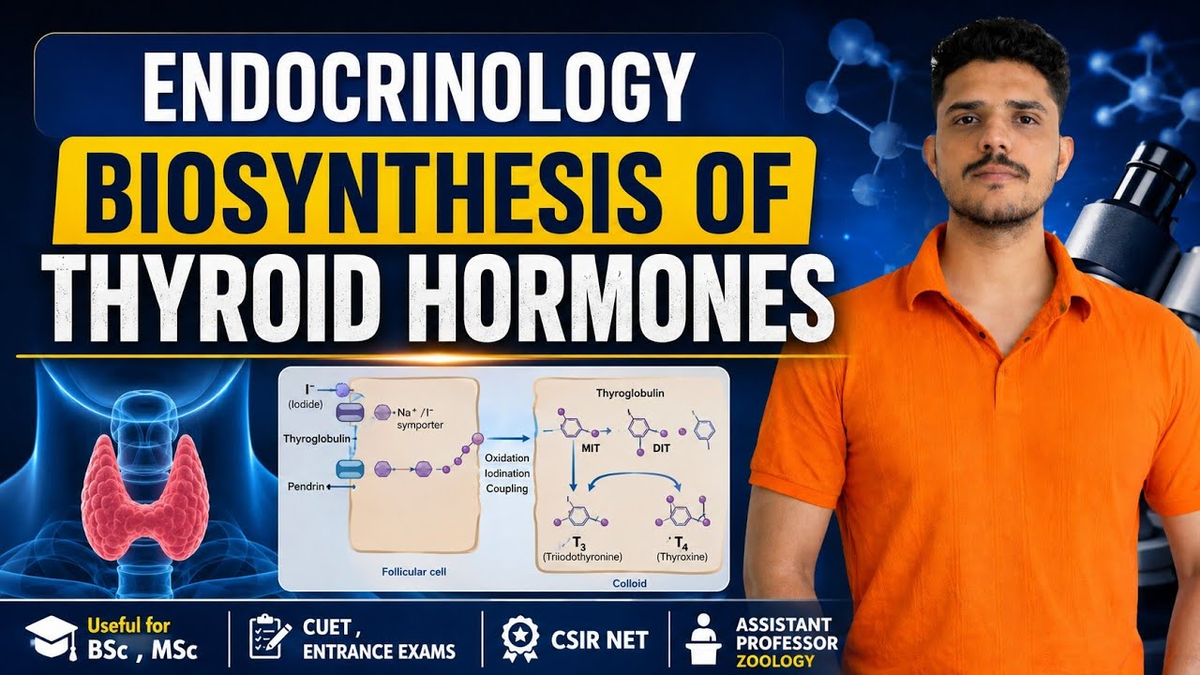 ENDOCRINOLOGY
BIOSYNTHESIS OF
THYROID HORMONES
I⁻
(Iodide)
Na⁺ /I⁻
symporter
Thyroglobulin
Pendrin
Follicular cell
Oxidation
Iodination
Coupling
Thyroglobulin
MIT
DIT
T₃
(Triiodothyronine)
T₄
(Thyroxine)
Colloid
Useful for
BSc , MSc
CUET ,
ENTRANCE EXAMS
CSIR NET
ASSISTANT
PROFESSOR
ZOOLOGY